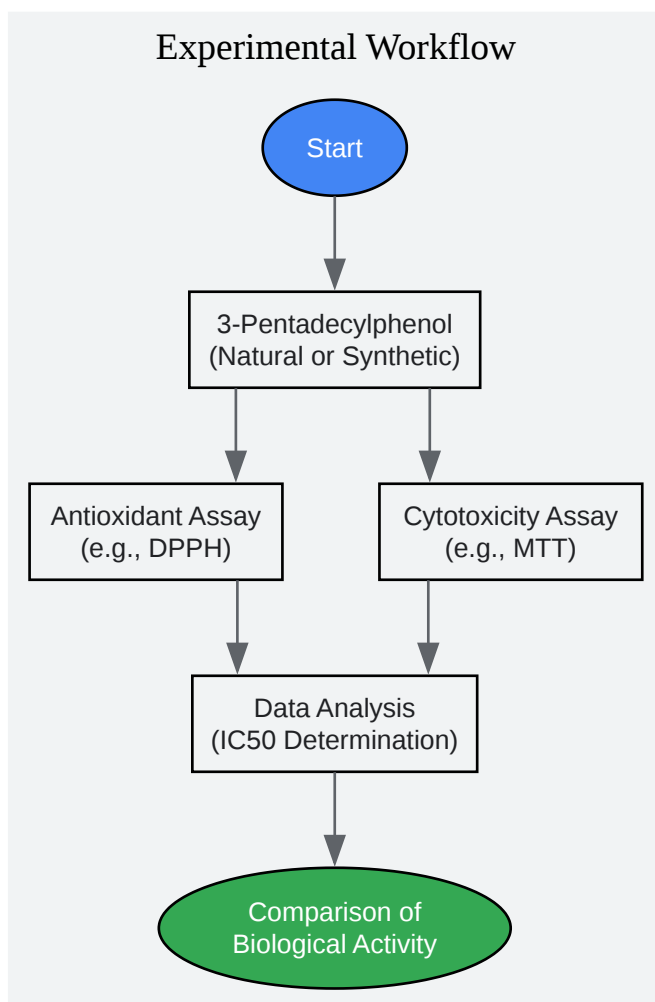 Experimental Workflow
Start
3-Pentadecylphenol
(Natural or Synthetic)
Antioxidant Assay
(e.g., DPPH)
Cytotoxicity Assay
(e.g., MTT)
Data Analysis
(IC50 Determination)
Comparison of
Biological Activity